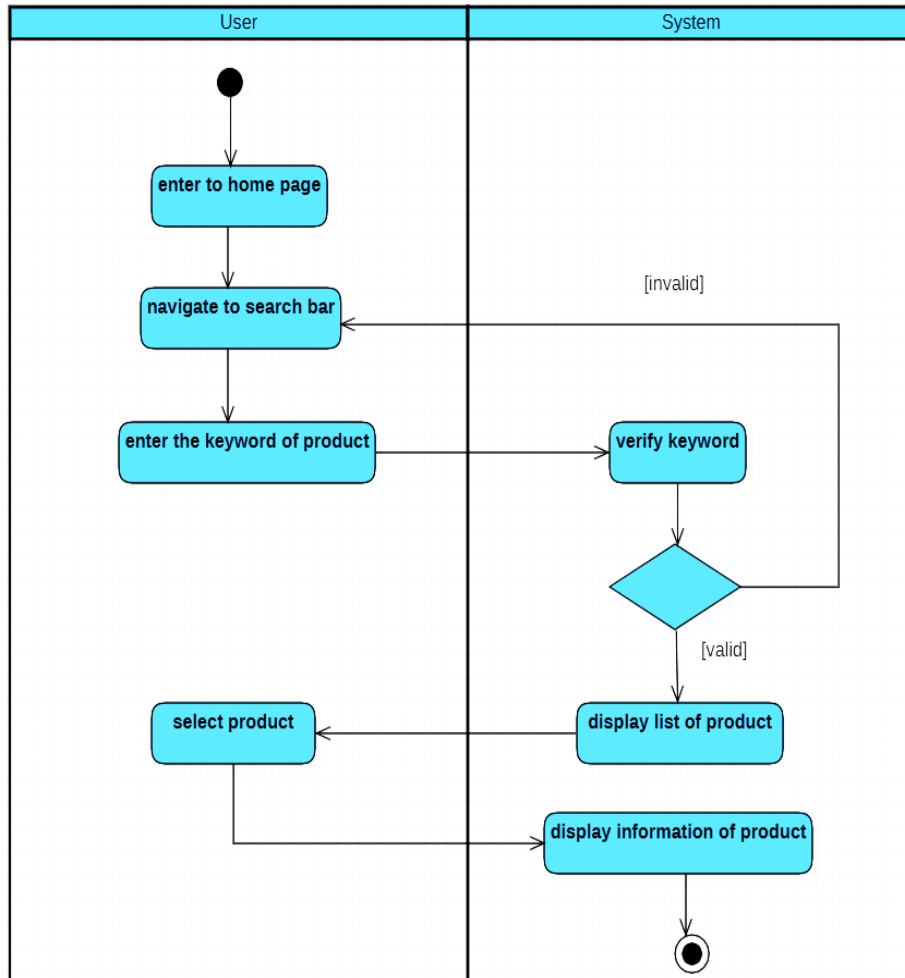 User
System
enter to home page
[invalid]
navigate to search bar
enter the keyword of product
verify keyword
[valid]
select product
display list of product
display information of product